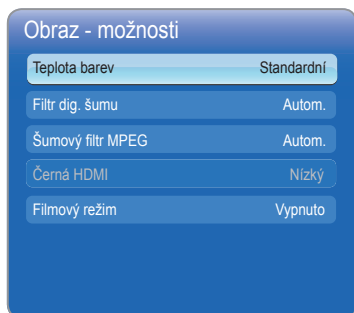 Obraz - možnosti
Teplota barev Standardní
Filtr dig. šumu Autom.
Šumový filtr MPEG Autom.
Černá HDMI Nízký
Filmový režim Vypnuto